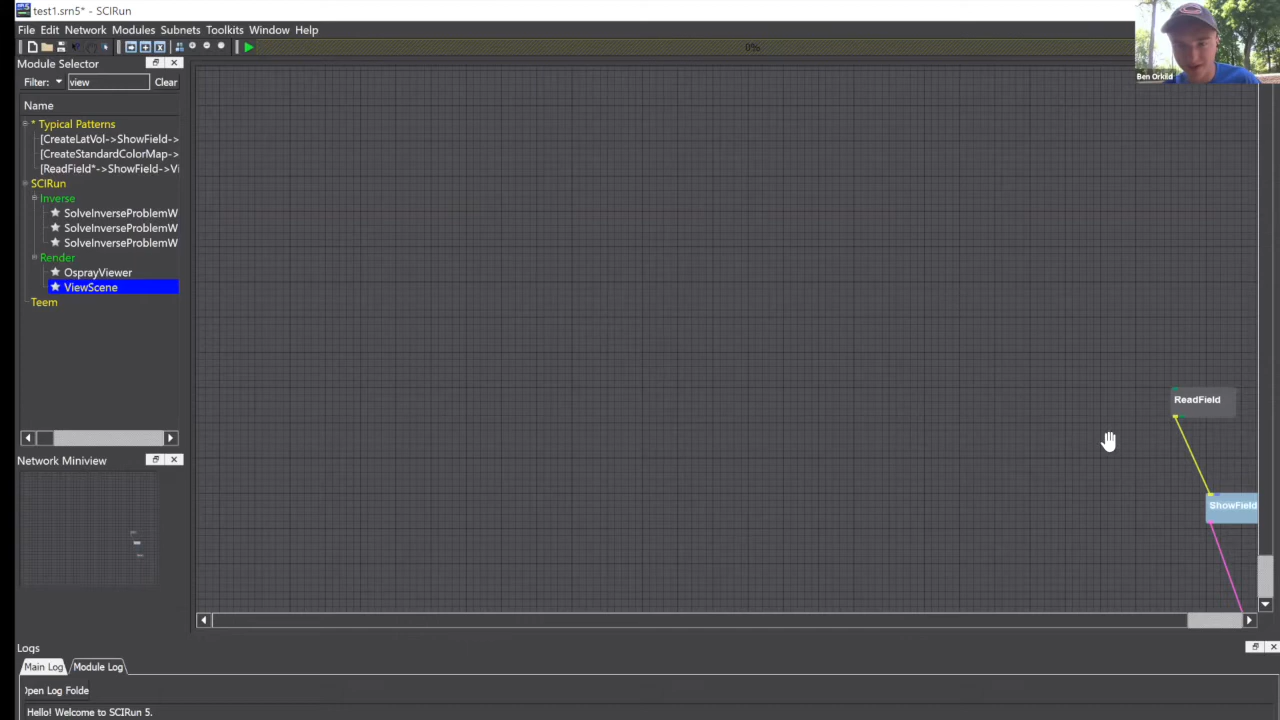 test1.srn5* - SCIRun
File Edit Network Modules Subnets Toolkits Window Help
0%
Ben Orkild
Module Selector
Filter: view Clear
Name
* Typical Patterns
[CreateLatVol->ShowField->
[CreateStandardColorMap->
[ReadField*->ShowField->Vi
SCIRun
Inverse
SolveInverseProblemW
SolveInverseProblemW
SolveInverseProblemW
Render
OsprayViewer
ViewScene
Teem
ReadField
ShowField
Network Miniview
Logs
Main Log Module Log
Open Log Folde
Hello! Welcome to SCIRun 5.